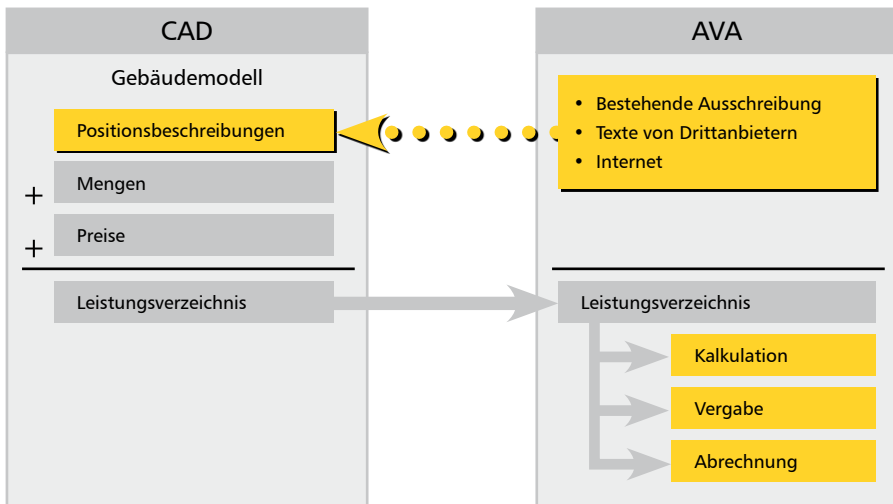 CAD
Gebäudemodell
Positionsbeschreibungen
+ Mengen
+ Preise
Leistungsverzeichnis
AVA
• Bestehende Ausschreibung
• Texte von Drittanbietern
• Internet
Leistungsverzeichnis
Kalkulation
Vergabe
Abrechnung